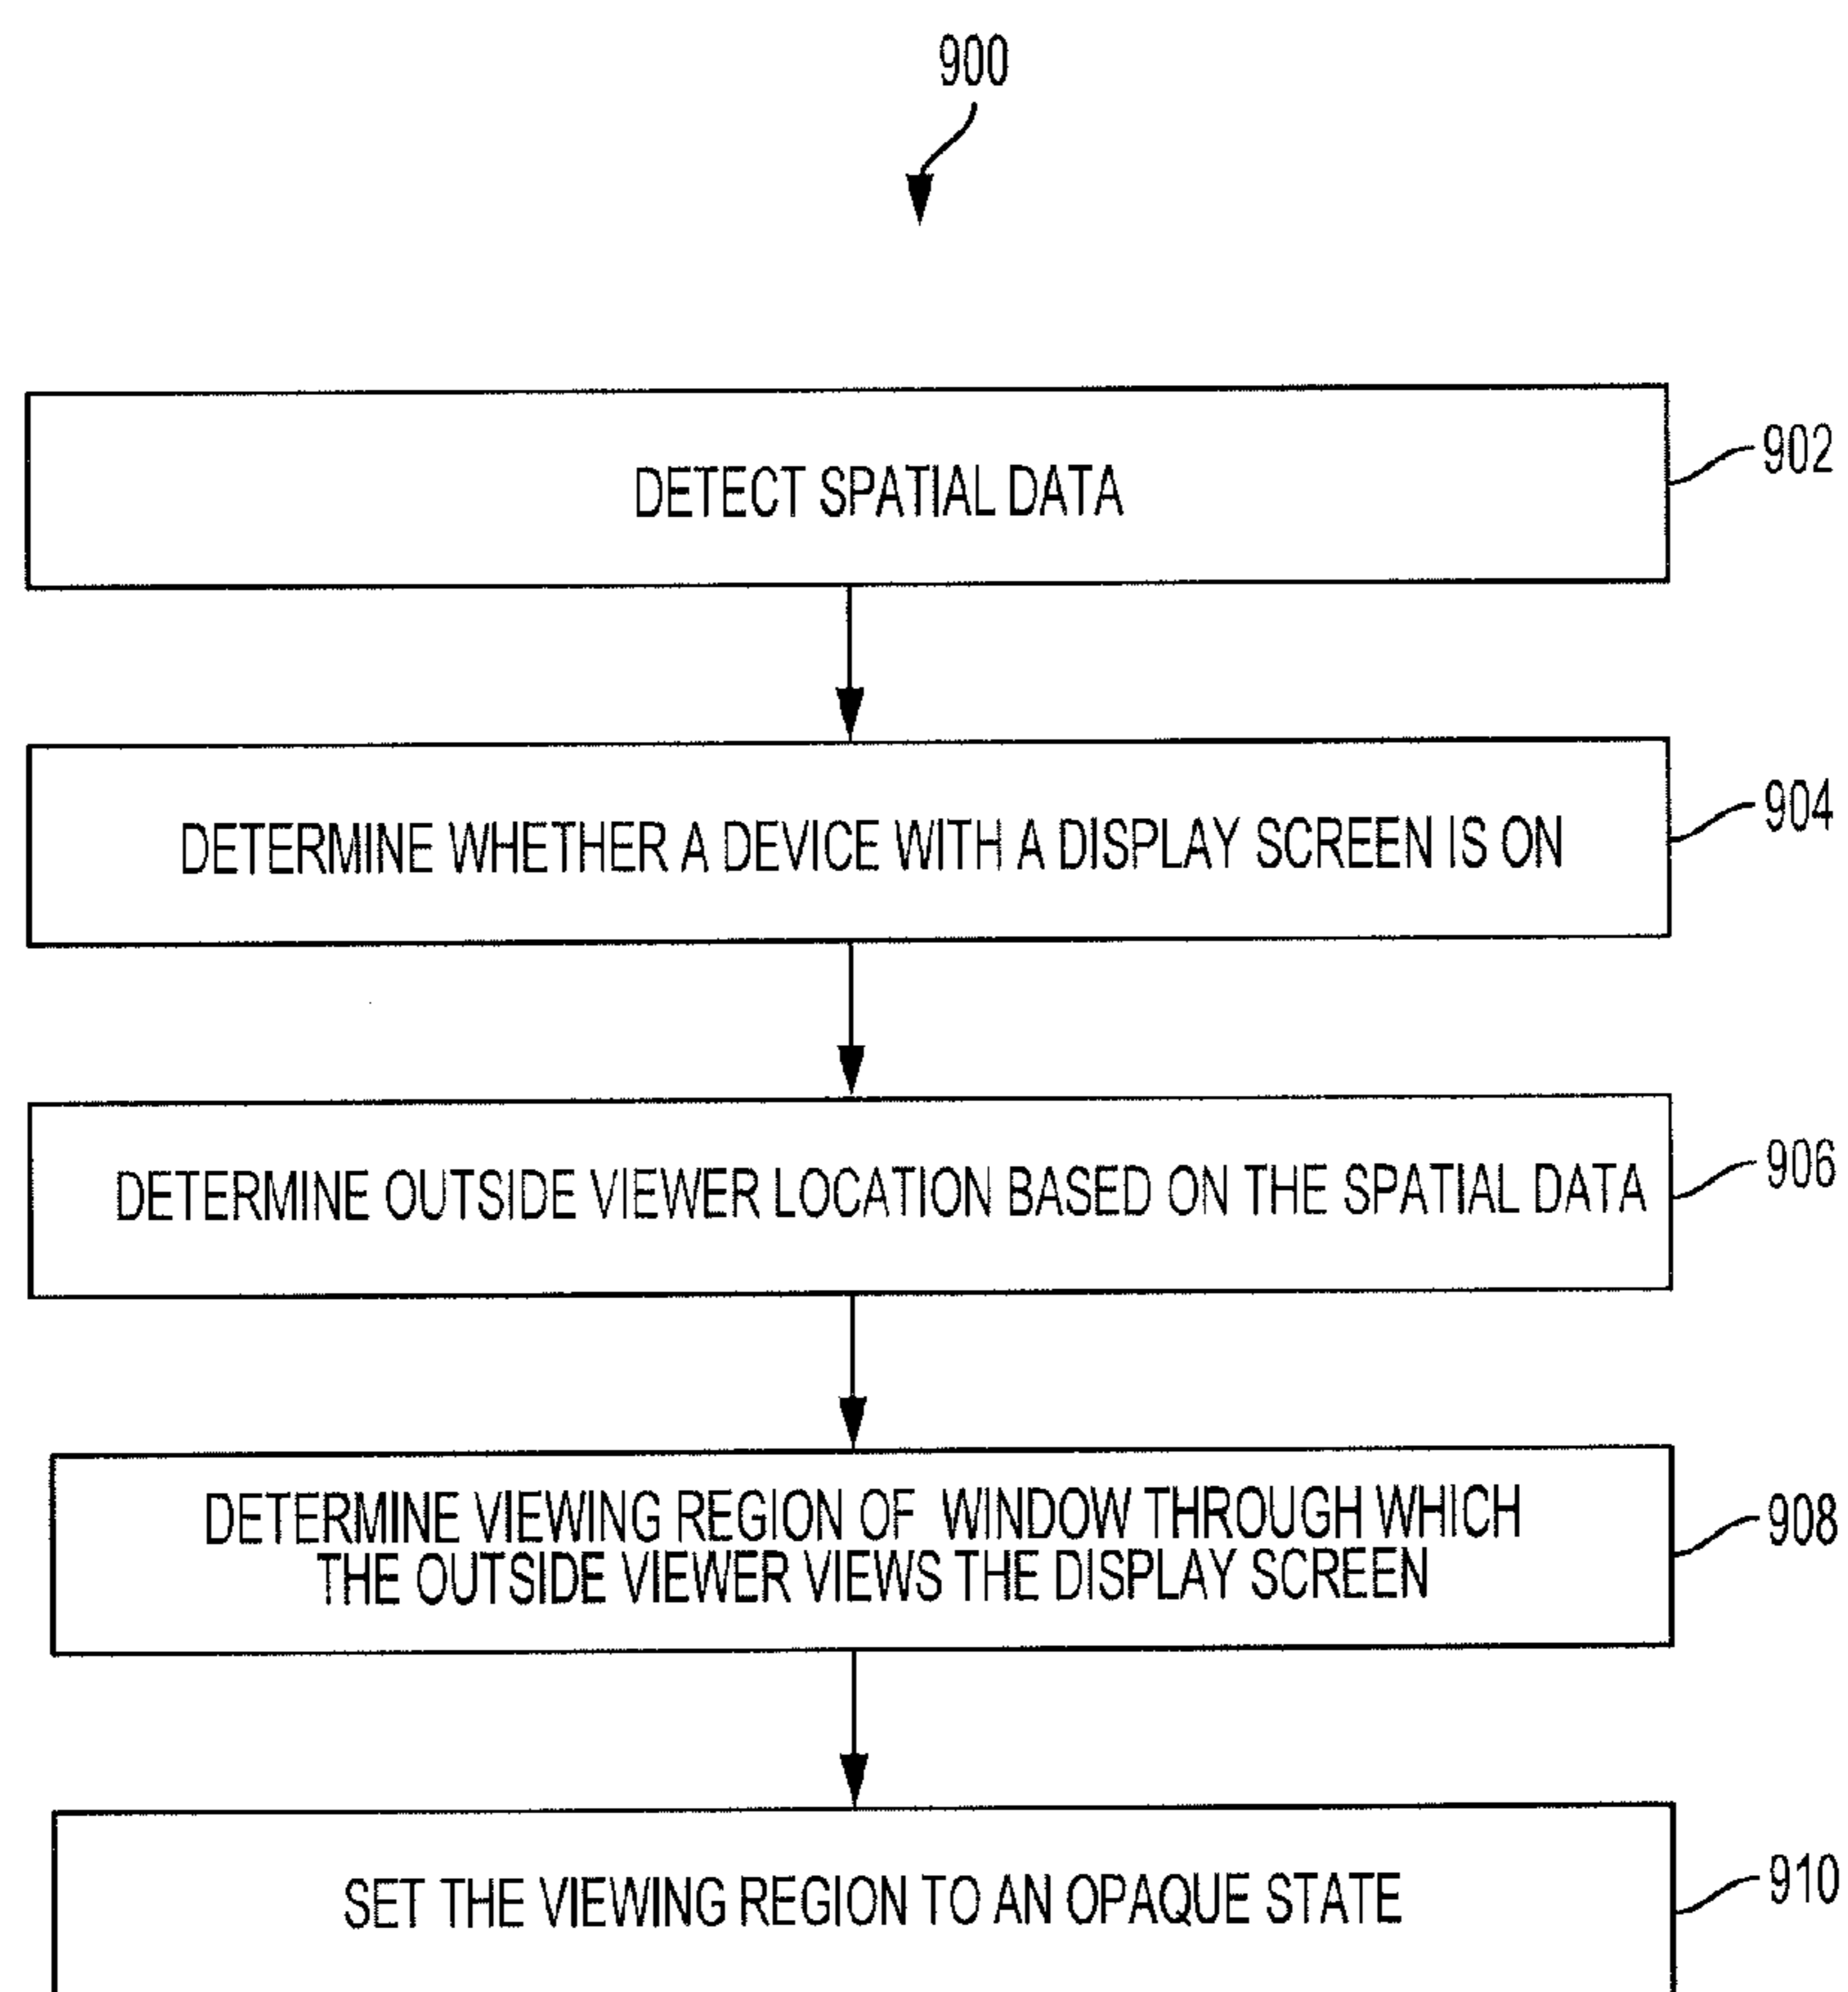 900
DETECT SPATIAL DATA
902
DETERMINE WHETHER A DEVICE WITH A DISPLAY SCREEN IS ON
904
DETERMINE OUTSIDE VIEWER LOCATION BASED ON THE SPATIAL DATA
906
DETERMINE VIEWING REGION OF WINDOW THROUGH WHICH
THE OUTSIDE VIEWER VIEWS THE DISPLAY SCREEN
908
SET THE VIEWING REGION TO AN OPAQUE STATE
910